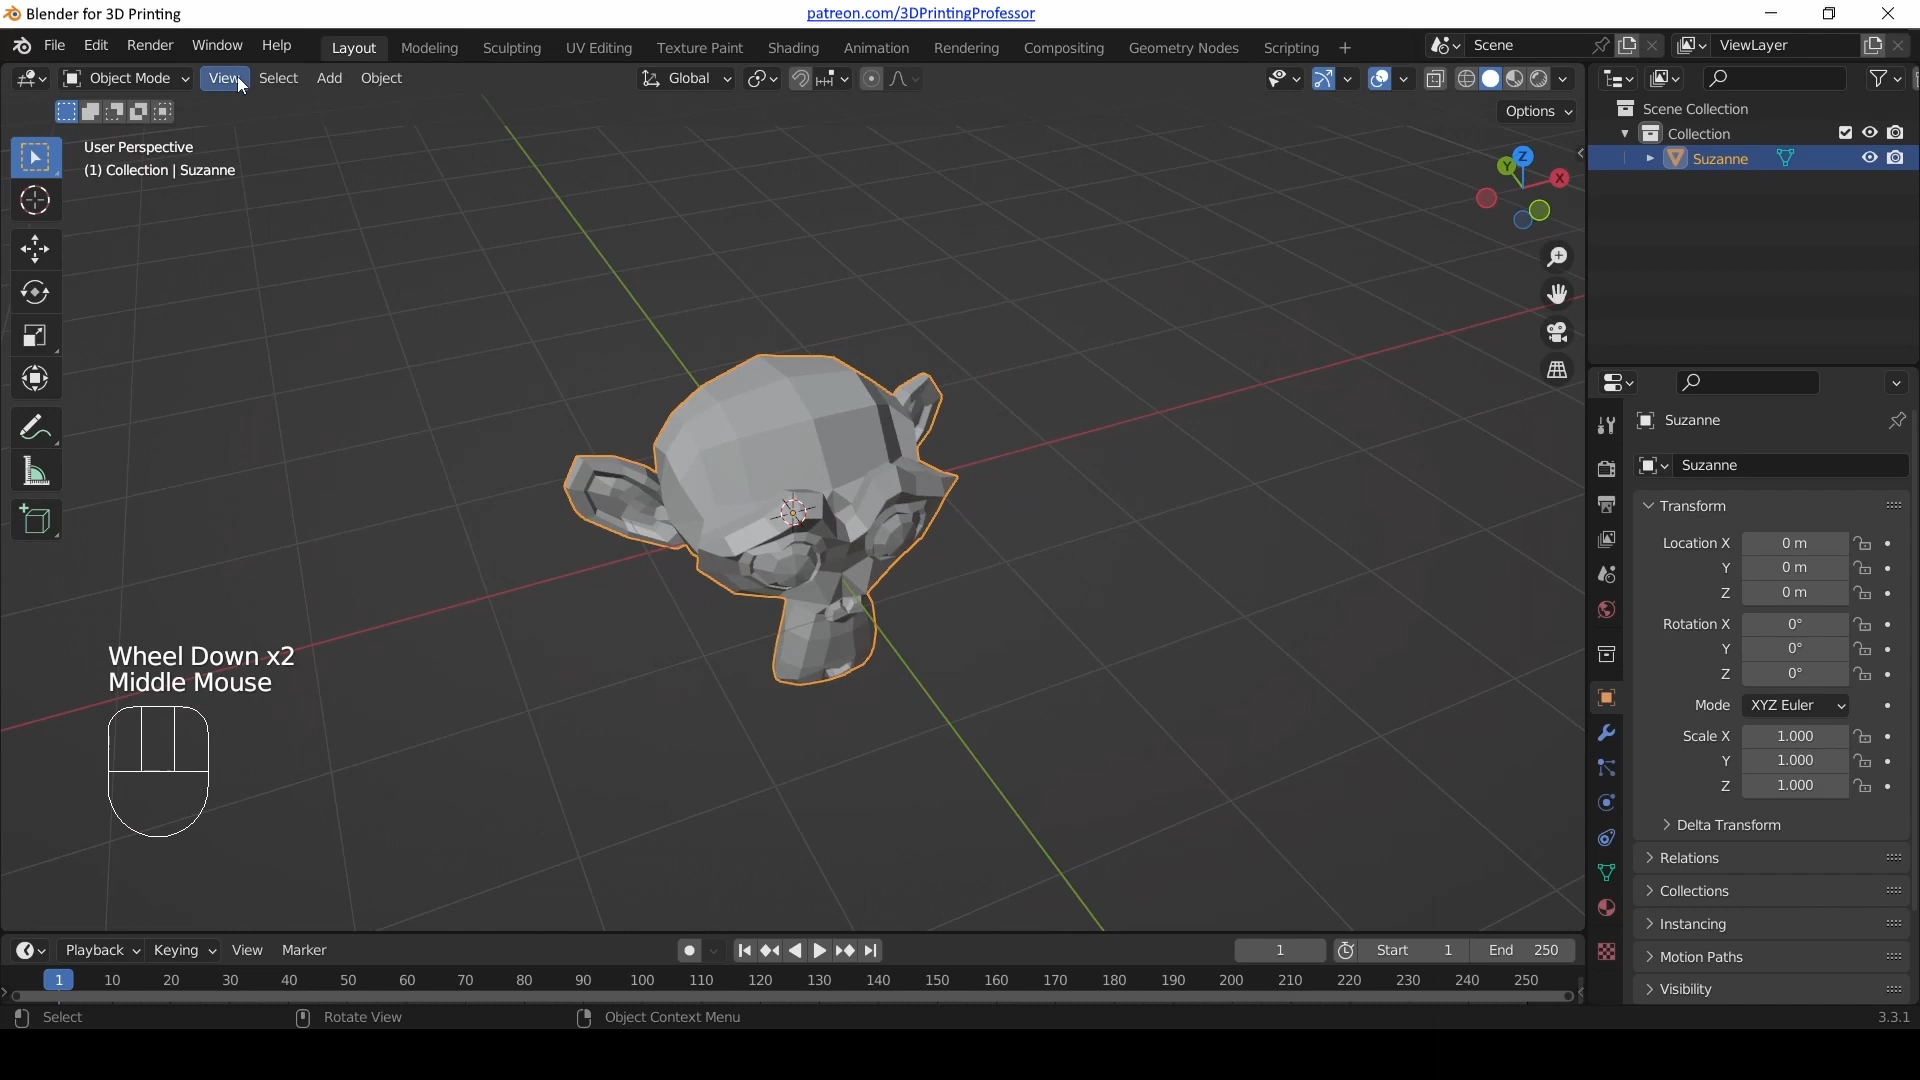 Blender for 3D Printing
patreon.com/3DPrintingProfessor
File Edit Render Window Help
Layout Modeling Sculpting UV Editing Texture Paint Shading Animation Rendering Compositing Geometry Nodes Scripting +
Scene
ViewLayer
Object Mode View Select Add Object
Global
Options
User Perspective
(1) Collection | Suzanne
Z
Y
X
Scene Collection
Collection
Suzanne
Suzanne
Suzanne
Transform
Location X 0 m
Y 0 m
Z 0 m
Rotation X 0°
Y 0°
Z 0°
Mode XYZ Euler
Scale X 1.000
Y 1.000
Z 1.000
Delta Transform
Relations
Collections
Instancing
Motion Paths
Visibility
Wheel Down x2
Middle Mouse
Playback Keying View Marker
1
Start 1
End 250
1 10 20 30 40 50 60 70 80 90 100 110 120 130 140 150 160 170 180 190 200 210 220 230 240 250
Select
Rotate View
Object Context Menu
3.3.1